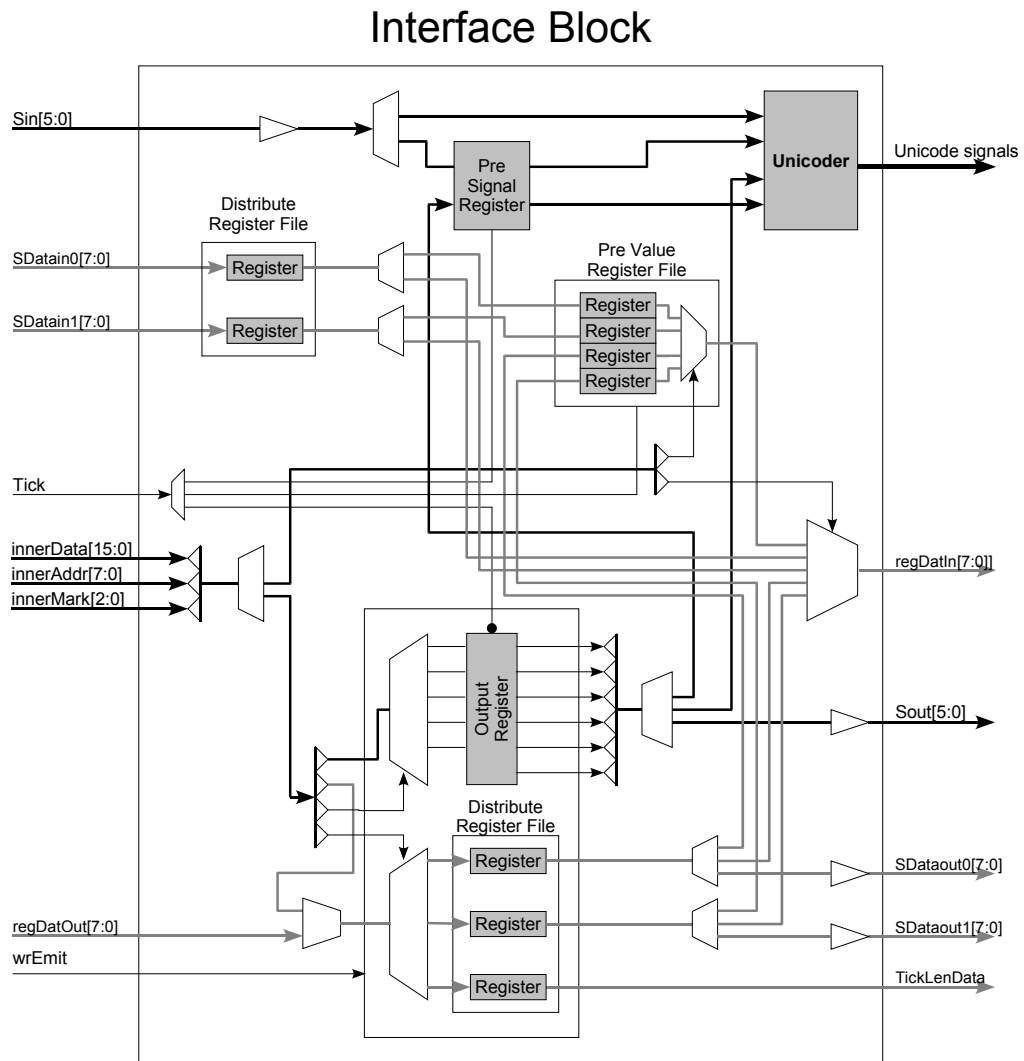 Interface Block
Sin[5:0]
Pre
Signal
Register
Unicoder
Unicode signals
Distribute
Register File
SDatain0[7:0]
Register
Pre Value
Register File
Register
Register
Register
Register
SDatain1[7:0]
Register
Tick
innerData[15:0]
innerAddr[7:0]
innerMark[2:0]
regDatIn[7:0]]
Output
Register
Sout[5:0]
Distribute
Register File
Register
SDataout0[7:0]
regDatOut[7:0]
Register
SDataout1[7:0]
wrEmit
Register
TickLenData